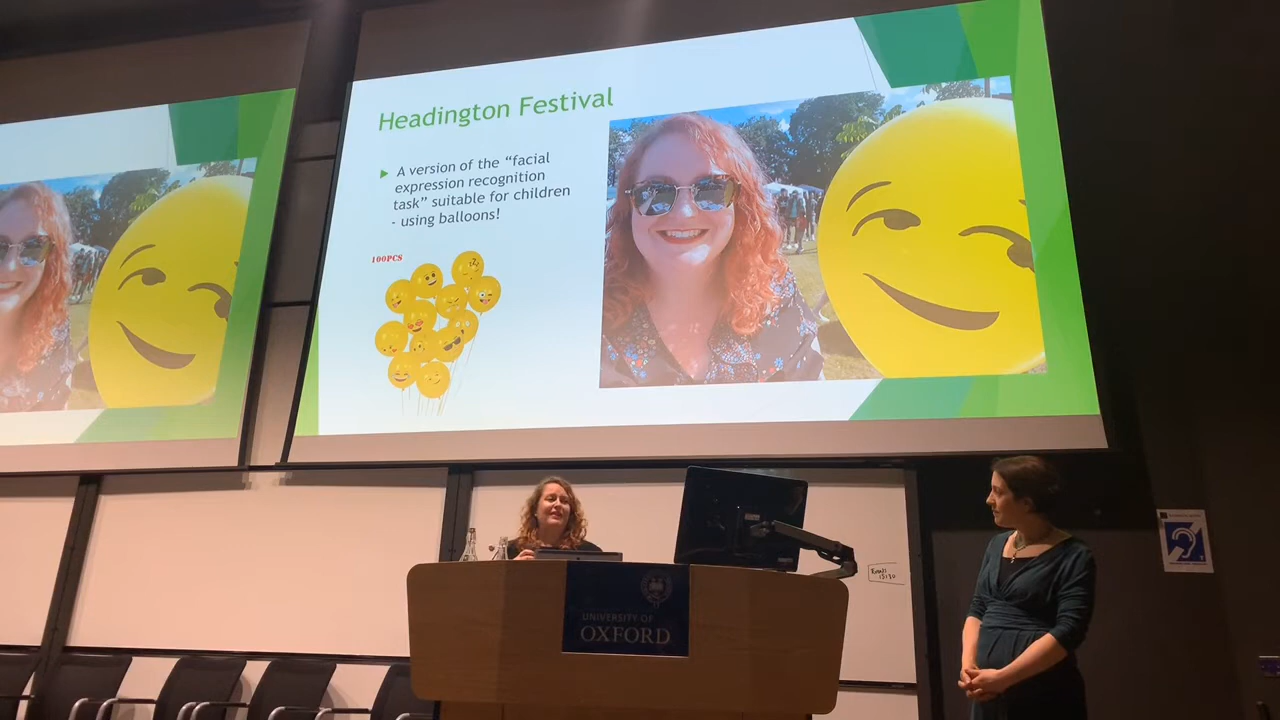 Headington Festival
A version of the “facial
expression recognition
task” suitable for children
- using balloons!
100PCS
UNIVERSITY OF
OXFORD